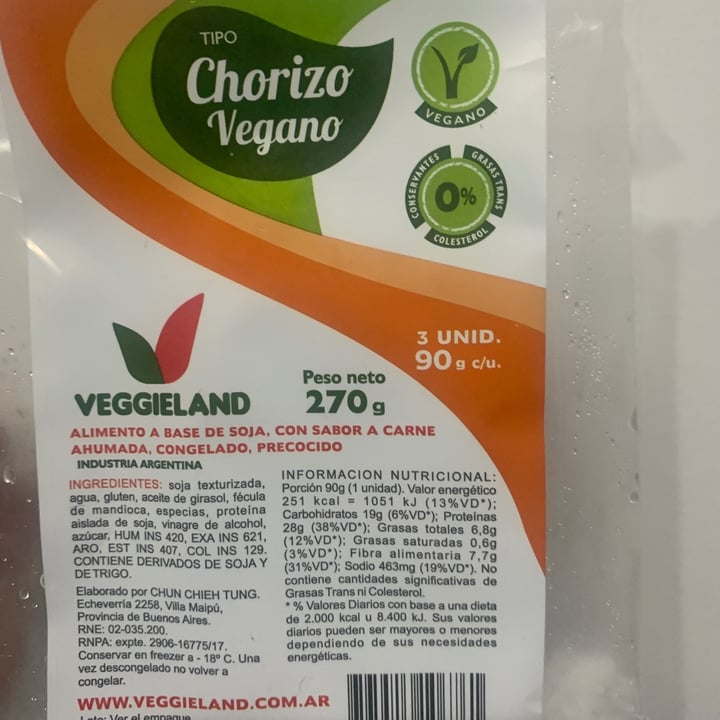 TIPO
Chorizo
Vegano
VEGANO
CONSERVANTES
GRASAS TRANS
0%
COLESTEROL
3 UNID.
90 g c/u.
Peso neto
270 g
VEGGIELAND
ALIMENTO A BASE DE SOJA, CON SABOR A CARNE
AHUMADA, CONGELADO, PRECOCIDO
INDUSTRIA ARGENTINA
INGREDIENTES: soja texturizada,
agua, gluten, aceite de girasol, fécula
de mandioca, especias, proteína
aislada de soja, vinagre de alcohol,
azúcar, HUM INS 420, EXA INS 621,
ARO, EST INS 407, COL INS 129.
CONTIENE DERIVADOS DE SOJA Y
DE TRIGO.
Elaborado por CHUN CHIEH TUNG.
Echeverría 2258, Villa Maipú,
Provincia de Buenos Aires.
RNE: 02-035.200.
RNPA: expte. 2906-16775/17.
Conservar en freezer a - 18º C. Una
vez descongelado no volver a
congelar.
INFORMACION NUTRICIONAL:
Porción 90g (1 unidad). Valor energético
251 kcal = 1051 kJ (13%VD*);
Carbohidratos 19g (6%VD*); Proteínas
28g (38%VD*); Grasas totales 6,8g
(12%VD*); Grasas saturadas 0,6g
(3%VD*); Fibra alimentaria 7,7g
(31%VD*); Sodio 463mg (19%VD*). No
contiene cantidades significativas de
Grasas Trans ni Colesterol.
* % Valores Diarios con base a una dieta
de 2.000 kcal u 8.400 kJ. Sus valores
diarios pueden ser mayores o menores
dependiendo de sus necesidades
energéticas.
WWW.VEGGIELAND.COM.AR
Lote: Ver el empaque